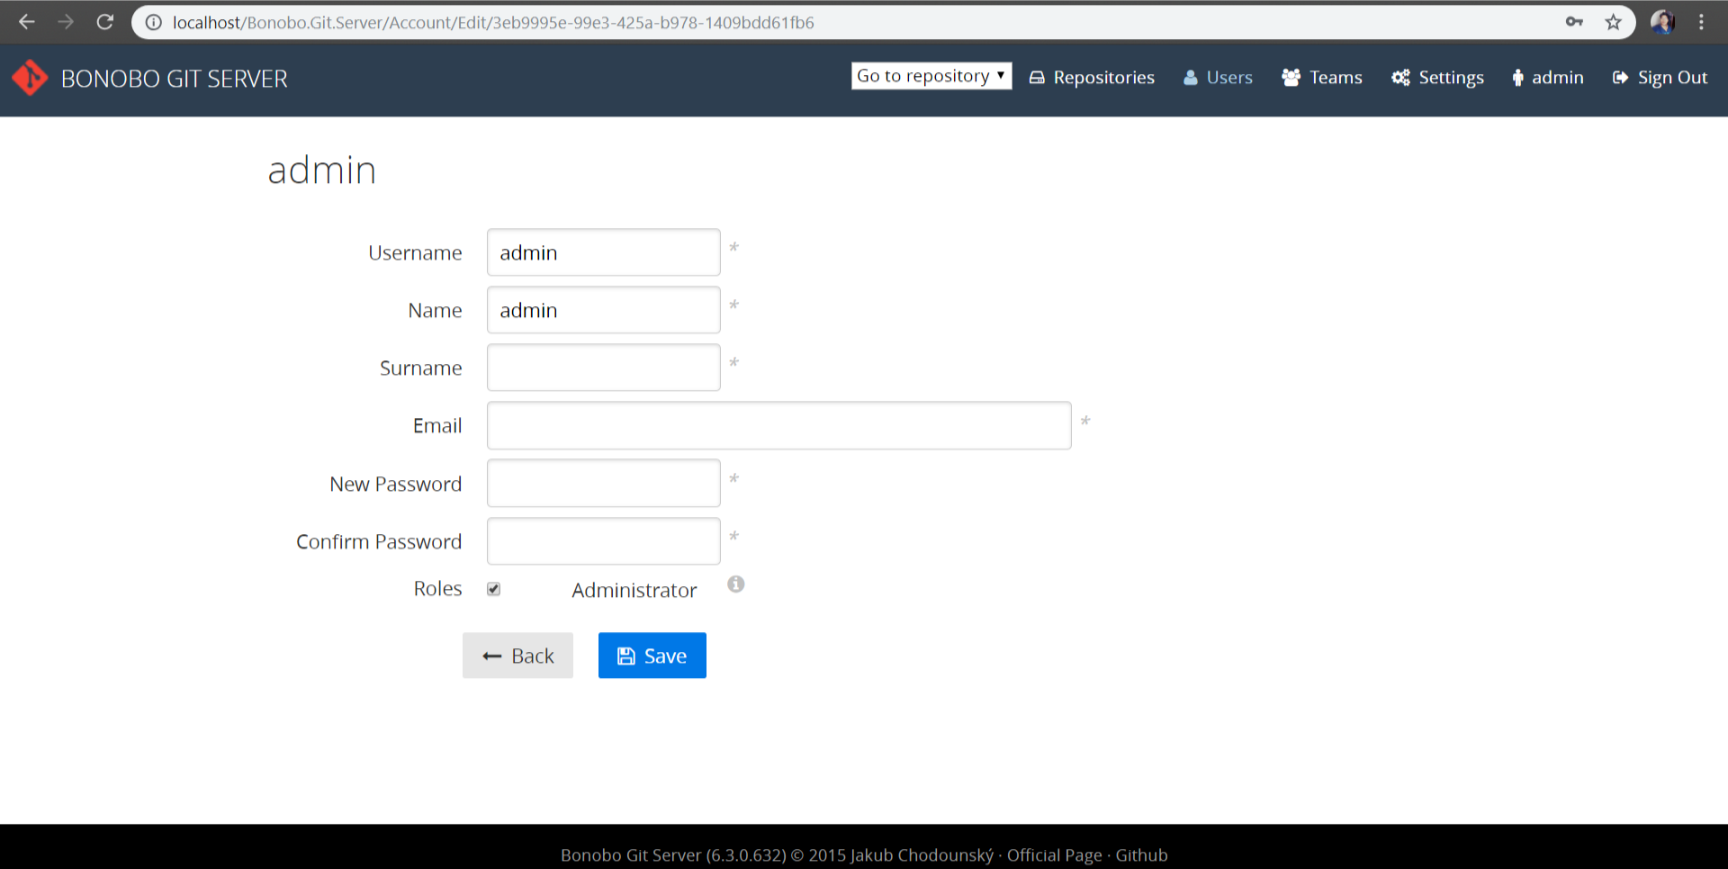 localhost/Bonobo.Git.Server/Account/Edit/3eb9995e-99e3-425a-b978-1409bdd61fb6
BONOBO GIT SERVER
Go to repository
Repositories
Users
Teams
Settings
admin
Sign Out
admin
Username admin *
Name admin *
Surname *
Email *
New Password *
Confirm Password *
Roles Administrator
Back
Save
Bonobo Git Server (6.3.0.632) © 2015 Jakub Chodounský · Official Page · Github